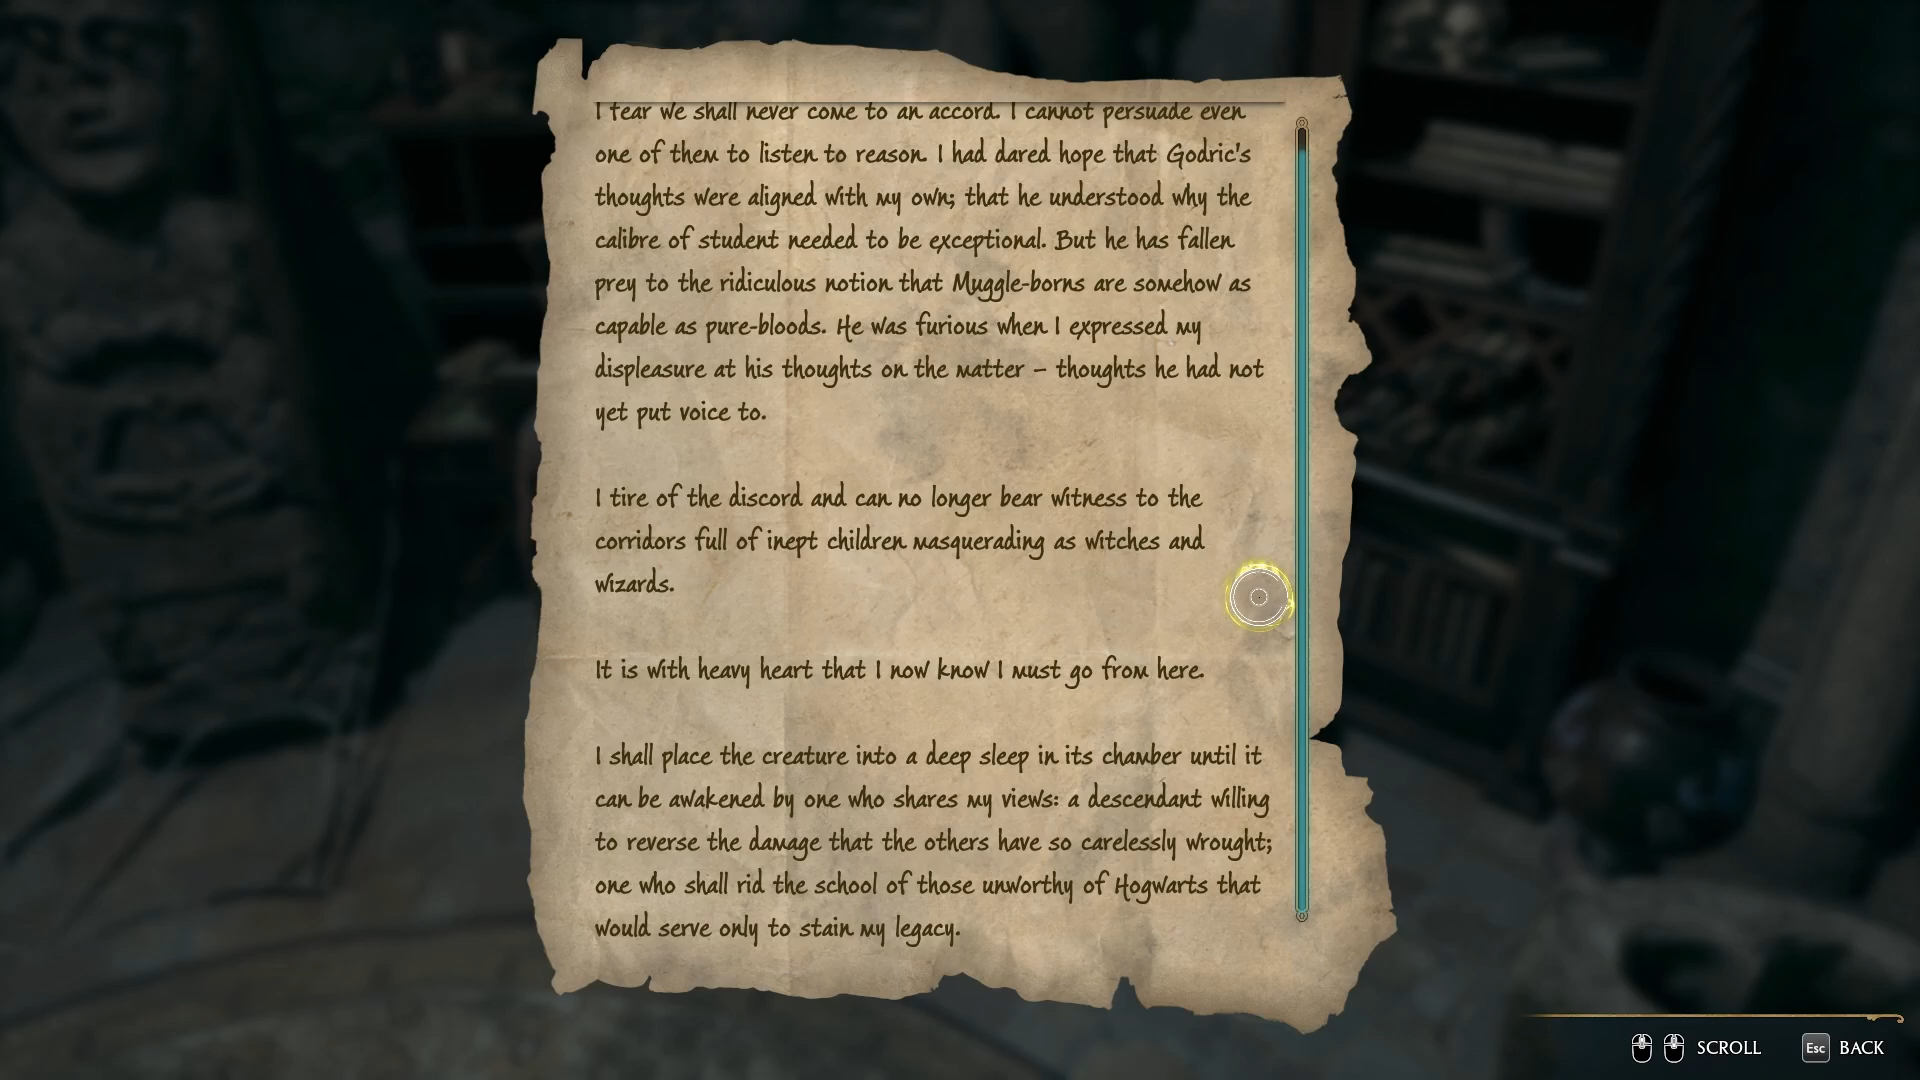 I fear we shall never come to an accord. I cannot persuade even
one of them to listen to reason. I had dared hope that Godric's
thoughts were aligned with my own; that he understood why the
calibre of student needed to be exceptional. But he has fallen
prey to the ridiculous notion that Muggle-borns are somehow as
capable as pure-bloods. He was furious when I expressed my
displeasure at his thoughts on the matter – thoughts he had not
yet put voice to.
I tire of the discord and can no longer bear witness to the
corridors full of inept children masquerading as witches and
wizards.
It is with heavy heart that I now know I must go from here.
I shall place the creature into a deep sleep in its chamber until it
can be awakened by one who shares my views: a descendant willing
to reverse the damage that the others have so carelessly wrought;
one who shall rid the school of those unworthy of Hogwarts that
would serve only to stain my legacy.
SCROLL Esc BACK